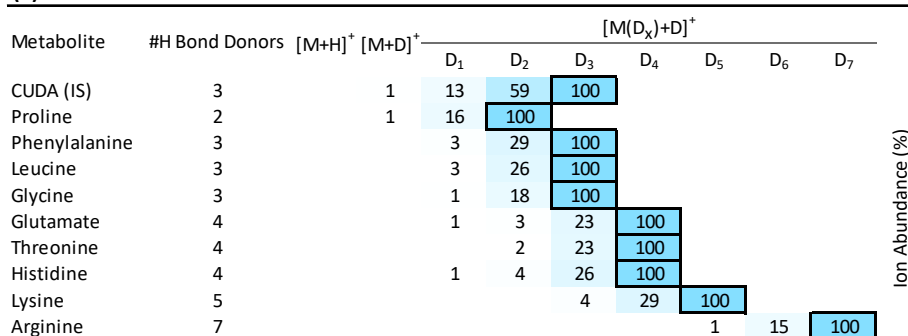 [M(Dx)+D]+
Metabolite #H Bond Donors [M+H]+ [M+D]+
D1 D2 D3 D4 D5 D6 D7
CUDA (IS) 3 1 13 59 100
Proline 2 1 16 100
Phenylalanine 3 3 29 100
Leucine 3 3 26 100
Glycine 3 1 18 100
Glutamate 4 1 3 23 100
Threonine 4 2 23 100
Histidine 4 1 4 26 100
Lysine 5 4 29 100
Arginine 7 1 15 100
Ion Abundance (%)